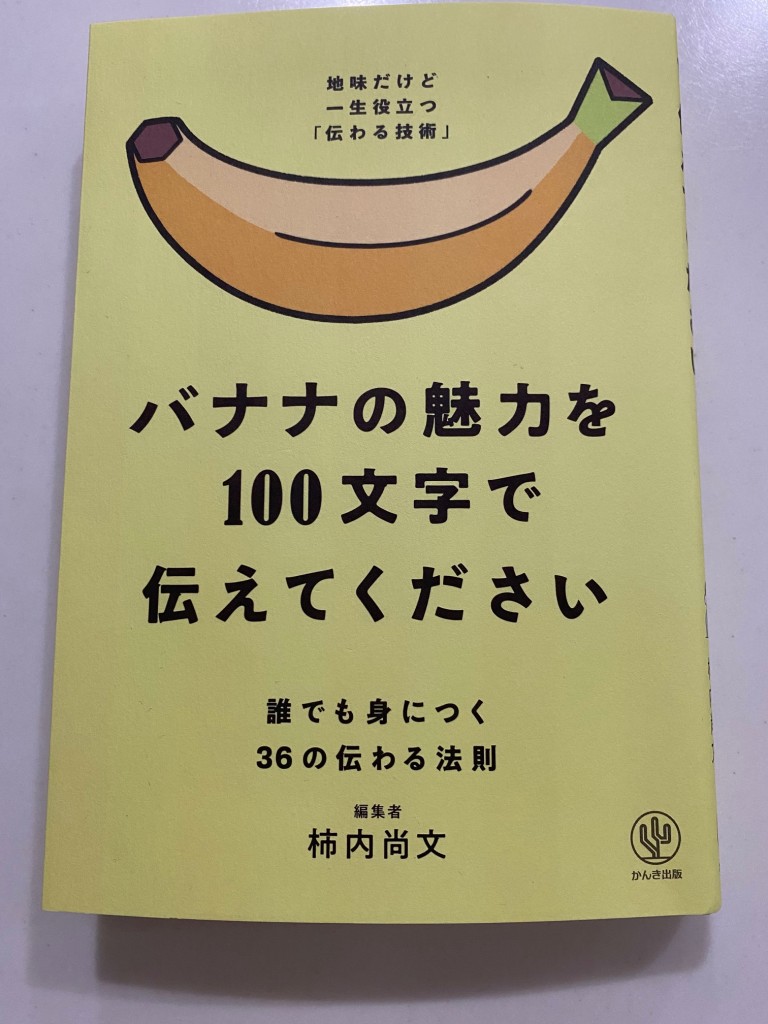 地味だけど
一生役立つ
「伝わる技術」
バナナの魅力を
100文字で
伝えてください
誰でも身につく
36の伝わる法則
編集者
柿内尚文
かんき出版